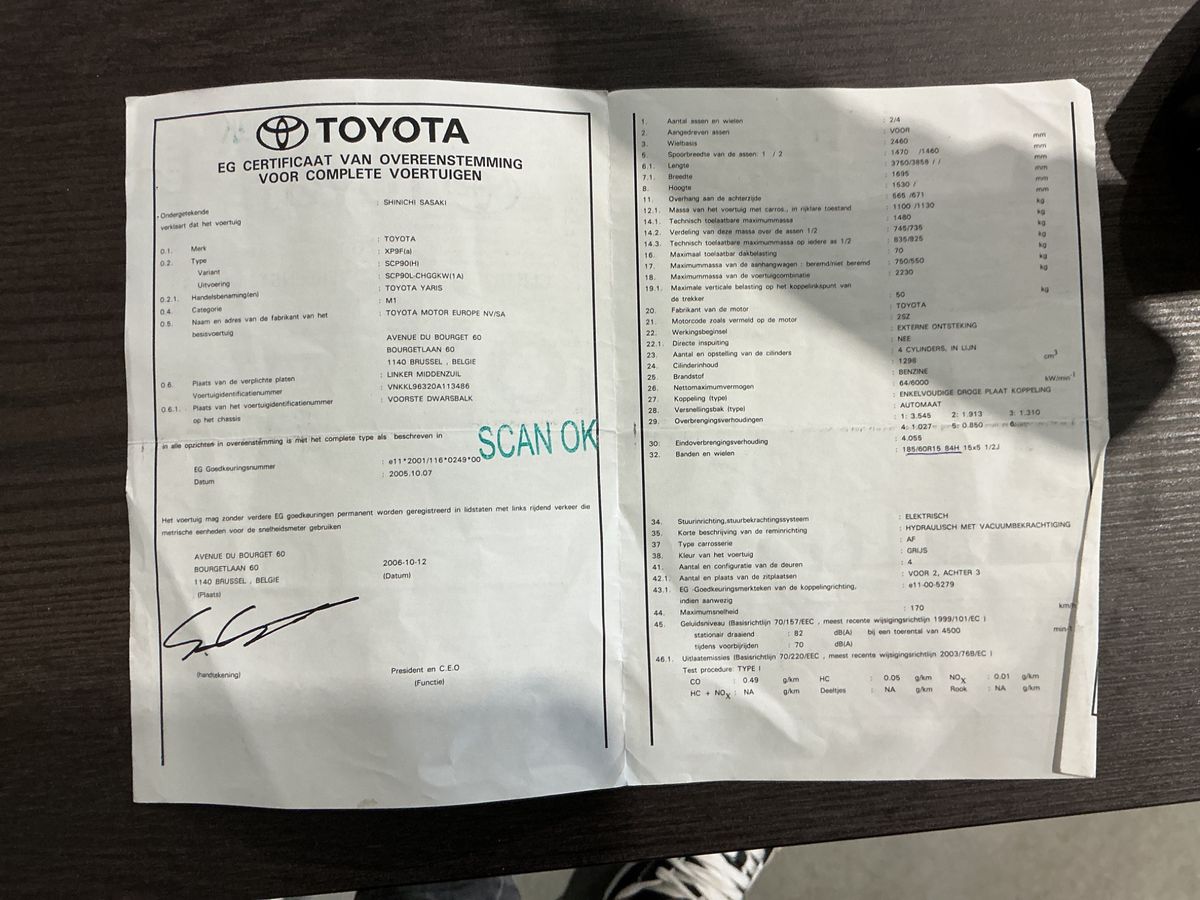 TOYOTA
EG CERTIFICAAT VAN OVEREENSTEMMING
VOOR COMPLETE VOERTUIGEN
Ondergetekende : SHINICHI SASAKI
verklaart dat het voertuig
0.1. Merk : TOYOTA
0.2. Type : XP9F(a)
Variant : SCP90(H)
Uitvoering : SCP90L-CHGGKW(1A)
0.2.1. Handelsbenaming(en) : TOYOTA YARIS
0.4. Categorie : M1
0.5. Naam en adres van de fabrikant van het : TOYOTA MOTOR EUROPE NV/SA
basisvoertuig
AVENUE DU BOURGET 60
BOURGETLAAN 60
1140 BRUSSEL , BELGIE
0.6. Plaats van de verplichte platen : LINKER MIDDENZUIL
Voertuigidentificatienummer : VNKKL96320A113486
0.6.1. Plaats van het voertuigidentificatienummer : VOORSTE DWARSBALK
op het chassis
in alle opzichten in overeenstemming is met het complete type als beschreven in
SCAN OK
EG Goedkeuringsnummer : e11*2001/116*0249*00
Datum : 2005.10.07
Het voertuig mag zonder verdere EG goedkeuringen permanent worden geregistreerd in lidstaten met links rijdend verkeer die
metrische eenheden voor de snelheidsmeter gebruiken
AVENUE DU BOURGET 60
BOURGETLAAN 60 2006-10-12
1140 BRUSSEL , BELGIE (Datum)
(Plaats)
President en C.E.O
(handtekening) (Functie)
1. Aantal assen en wielen : 2/4
2. Aangedreven assen : VOOR
3. Wielbasis : 2460 mm
5. Spoorbreedte van de assen: 1 / 2 : 1470 /1460 mm
6.1. Lengte : 3750/3858 / / mm
7.1. Breedte : 1695 mm
8. Hoogte : 1530 / mm
11. Overhang aan de achterzijde : 565 /671 mm
12.1. Massa van het voertuig met carros., in rijklare toestand : 1100 /1130 kg
14.1. Technisch toelaatbare maximummassa : 1480 kg
14.2. Verdeling van deze massa over de assen 1/2 : 745/735 kg
14.3. Technisch toelaatbare maximummassa op iedere as 1/2 : 835/825 kg
16. Maximaal toelaatbar dakbelasting : 70 kg
17. Maximummassa van de aanhangwagen : beremd/niet beremd : 750/550 kg
18. Maximummassa van de voertuigcombinatie : 2230 kg
19.1. Maximale verticale belasting op het koppelinkspunt van
de trekker : 50 kg
20. Fabrikant van de motor : TOYOTA
21. Motorcode zoals vermeld op de motor : 2SZ
22. Werkingsbeginsel : EXTERNE ONTSTEKING
22.1. Directe inspuiting : NEE
23. Aantal en opstelling van de cilinders : 4 CYLINDERS, IN LIJN
24. Cilinderinhoud : 1298 cm3
25. Brandstof : BENZINE
26. Nettomaximumvermogen : 64/6000 kW/min-1
27. Koppeling (type) : ENKELVOUDIGE DROGE PLAAT KOPPELING
28. Versnellingsbak (type) : AUTOMAAT
29. Overbrengingsverhoudingen : 1: 3.545 2: 1.913 3: 1.310
4: 1.027 5: 0.850 6:
30: Eindoverbrengingsverhouding : 4.055
32. Banden en wielen : 185/60R15 84H 15x5 1/2J
34. Stuurinrichting,stuurbekrachtingssysteem : ELEKTRISCH
35. Korte beschrijving van de reminrichting : HYDRAULISCH MET VACUUMBEKRACHTIGING
37 Type carrosserie : AF
38. Kleur van het voertuig : GRIJS
41. Aantal en configuratie van de deuren : 4
42.1. Aantal en plaats van de zitplaatsen : VOOR 2, ACHTER 3
43.1. EG -Goedkeuringsmerkteken van de koppelingrichting, : e11-00-5279
indien aanwezig
44. Maximumsnelheid : 170 km/h
45. Geluidsniveau (Basisrichtlijn 70/157/EEC , meest recente wijsigingsrichtlijn 1999/101/EC )
stationair draaiend : 82 dB(A) bij een toerental van 4500 min-1
tijdens voorbijrijden : 70 dB(A)
46.1. Uitlaatemissies (Basisrichtlijn 70/220/EEC , meest recente wijsigingsrichtlijn 2003/76B/EC )
Test procedure: TYPE I
CO : 0.49 g/km HC : 0.05 g/km NOX : 0.01 g/km
HC + NOX : NA g/km Deeltjes : NA g/km Rook : NA g/km